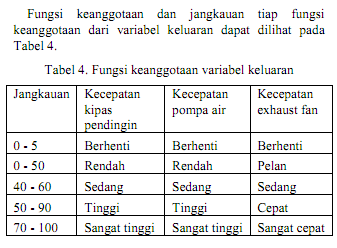 Fungsi keanggotaan dan jangkauan tiap fungsi
keanggotaan dari variabel keluaran dapat dilihat pada
Tabel 4.
Tabel 4. Fungsi keanggotaan variabel keluaran
Jangkauan Kecepatan kipas pendingin Kecepatan pompa air Kecepatan exhaust fan
0 - 5 Berhenti Berhenti Berhenti
0 - 50 Rendah Rendah Pelan
40 - 60 Sedang Sedang Sedang
50 - 90 Tinggi Tinggi Cepat
70 - 100 Sangat tinggi Sangat tinggi Sangat cepat